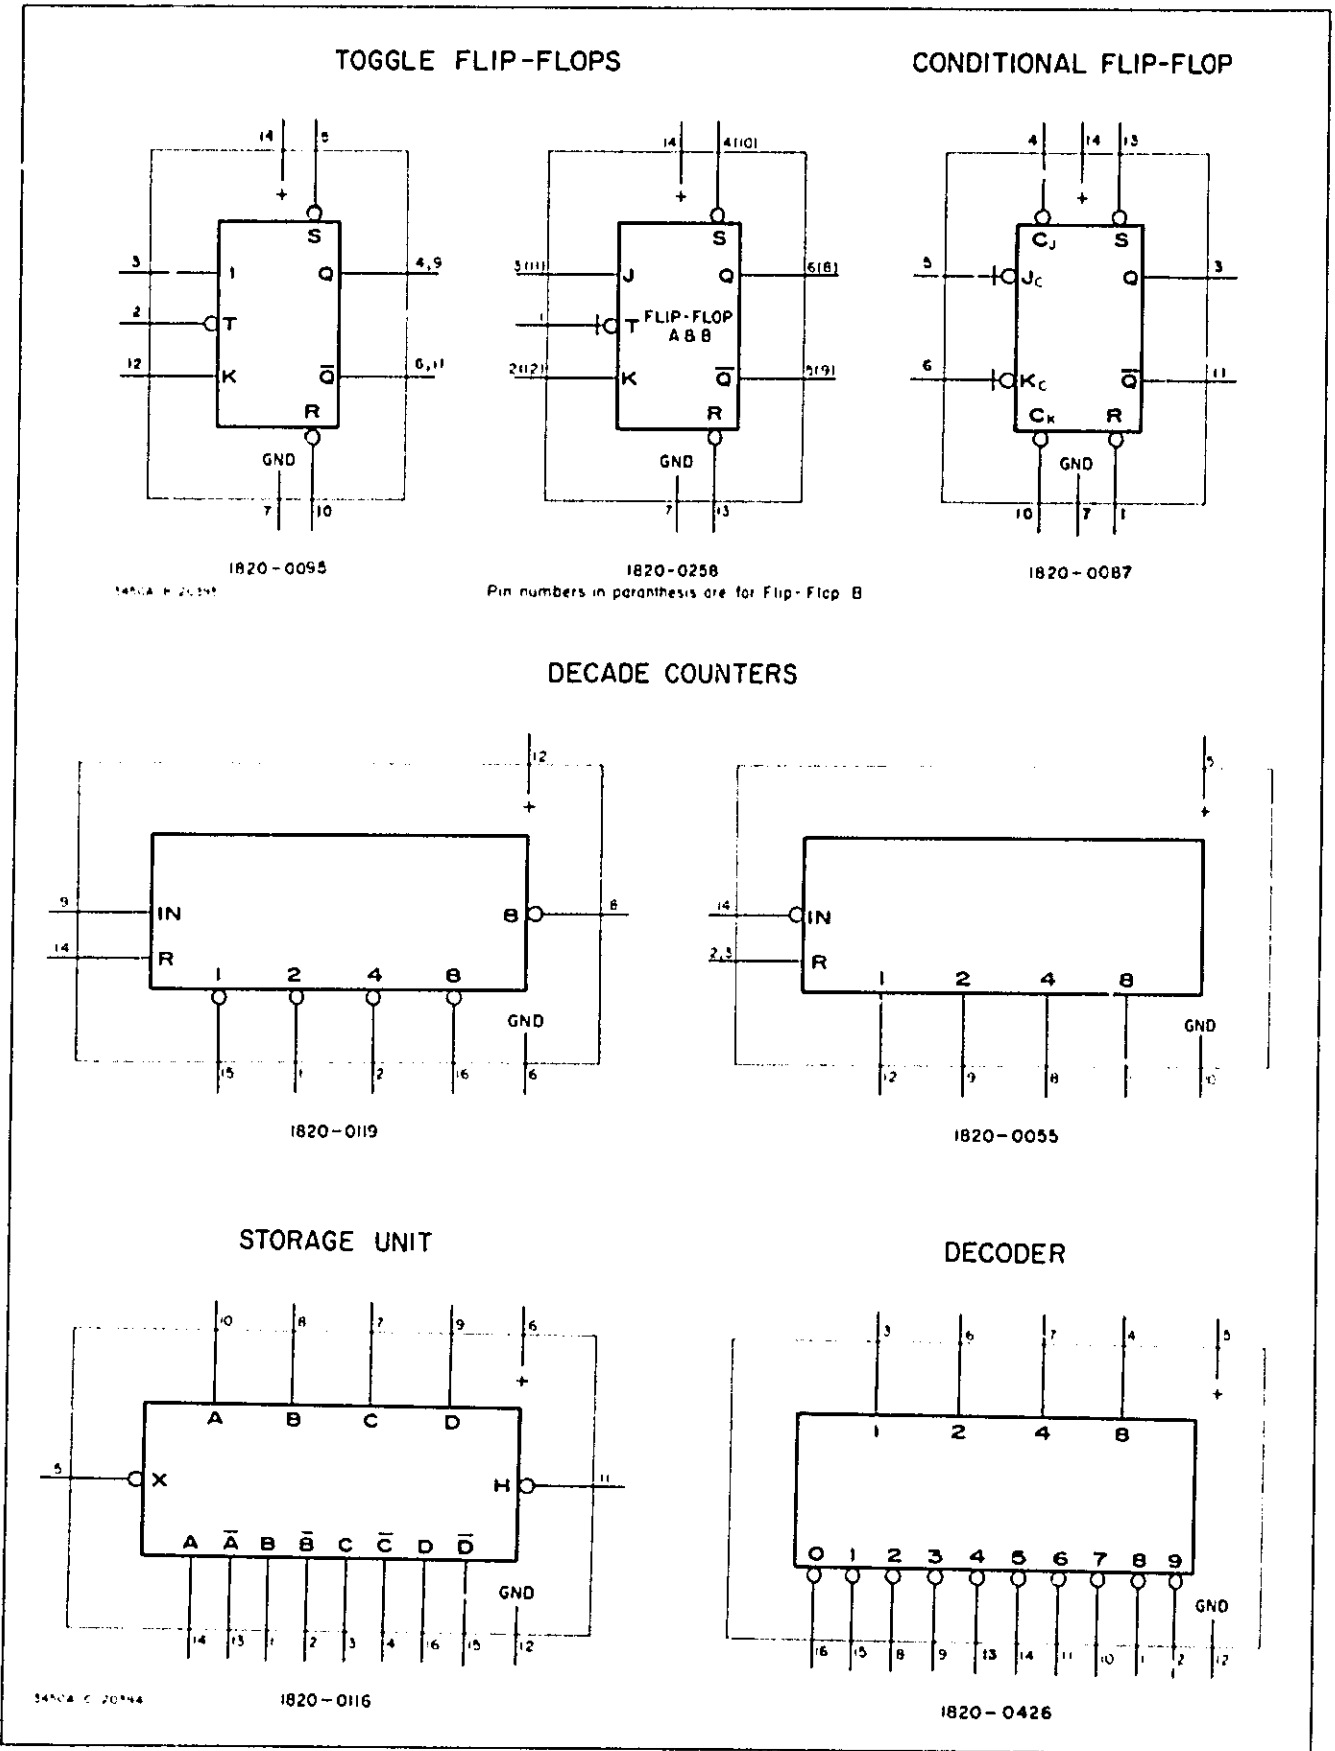 TOGGLE FLIP-FLOPS
CONDITIONAL FLIP-FLOP
14
+
S
3
I
Q
4,9
2
T
12
K
Q̅
6,11
R
GND
7
10
1820-0095
14
4(10)
+
S
3(11)
J
Q
6(8)
1
T
FLIP-FLOP
A & B
2(12)
K
Q̅
5(9)
R
GND
7
13
1820-0258
Pin numbers in paranthesis are for Flip-Flop B
4
14
13
+
CJ
S
5
JC
Q
3
6
KC
Q̅
11
CK
R
GND
10
7
1
1820-0087
DECADE COUNTERS
12
+
9
IN
8
8
14
R
1
2
4
8
GND
15
1
2
16
6
1820-0119
5
+
14
IN
2,3
R
1
2
4
8
GND
12
9
8
10
1820-0055
STORAGE UNIT
10
8
7
9
6
+
A
B
C
D
5
X
H
11
A
A̅
B
B̅
C
C̅
D
D̅
GND
14
13
1
2
3
4
16
15
12
1820-0116
DECODER
3
6
7
4
5
+
1
2
4
8
0
1
2
3
4
5
6
7
8
9
GND
16
15
8
9
13
14
11
10
1
2
12
1820-0426